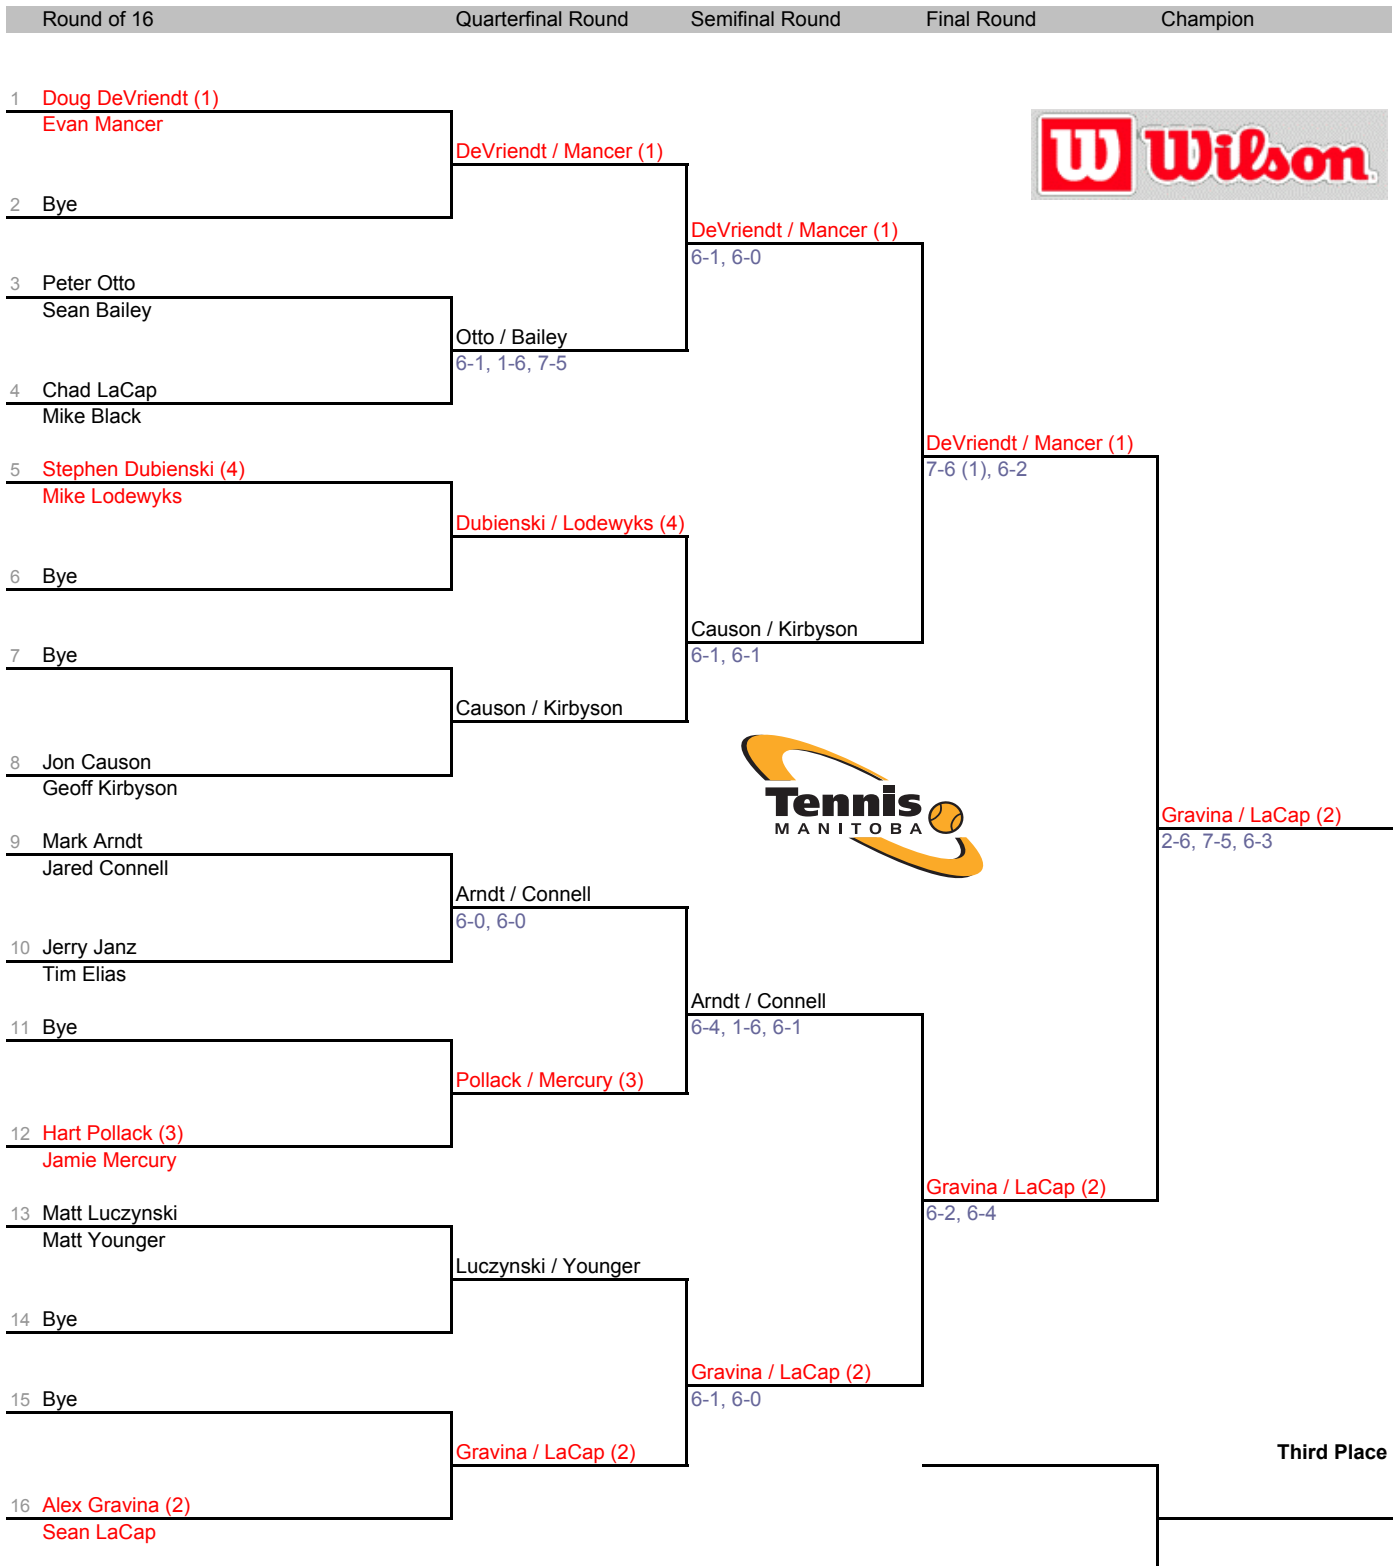 Round of 16 Quarterfinal Round Semifinal Round Final Round Champion
1 Doug DeVriendt (1)
Evan Mancer
DeVriendt / Mancer (1)
W Wilson.
2 Bye
DeVriendt / Mancer (1)
6-1, 6-0
3 Peter Otto
Sean Bailey
Otto / Bailey
6-1, 1-6, 7-5
4 Chad LaCap
Mike Black
DeVriendt / Mancer (1)
7-6 (1), 6-2
5 Stephen Dubienski (4)
Mike Lodewyks
Dubienski / Lodewyks (4)
6 Bye
Causon / Kirbyson
6-1, 6-1
7 Bye
Causon / Kirbyson
8 Jon Causon
Geoff Kirbyson
Tennis
MANITOBA
Gravina / LaCap (2)
2-6, 7-5, 6-3
9 Mark Arndt
Jared Connell
Arndt / Connell
6-0, 6-0
10 Jerry Janz
Tim Elias
Arndt / Connell
6-4, 1-6, 6-1
11 Bye
Pollack / Mercury (3)
12 Hart Pollack (3)
Jamie Mercury
Gravina / LaCap (2)
6-2, 6-4
13 Matt Luczynski
Matt Younger
Luczynski / Younger
14 Bye
Gravina / LaCap (2)
6-1, 6-0
15 Bye
Gravina / LaCap (2)
Third Place
16 Alex Gravina (2)
Sean LaCap